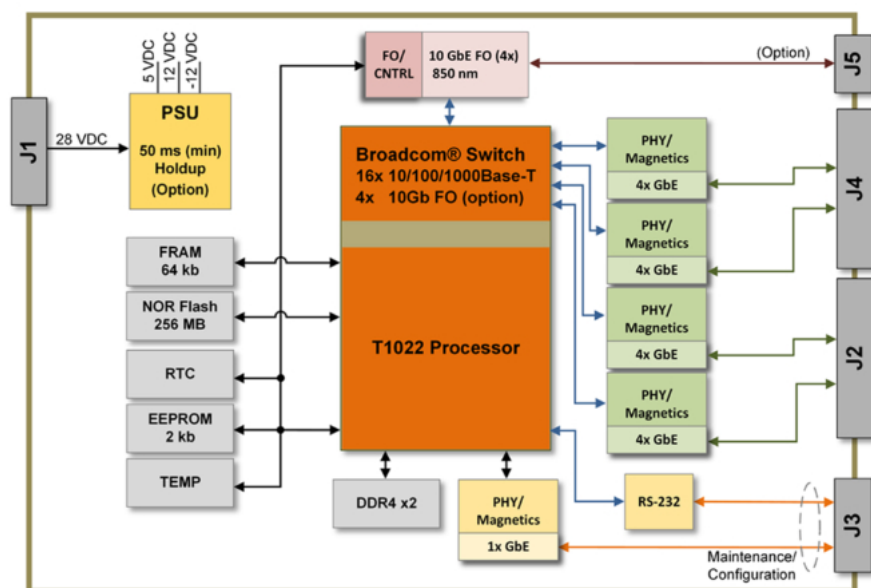 5 VDC
12 VDC
-12 VDC
PSU
50 ms (min)
Holdup
(Option)
J1
28 VDC
FO/
CNTRL
10 GbE FO (4x)
850 nm
(Option)
J5
Broadcom® Switch
16x 10/100/1000Base-T
4x 10Gb FO (option)
T1022 Processor
PHY/
Magnetics
4x GbE
PHY/
Magnetics
4x GbE
J4
PHY/
Magnetics
4x GbE
PHY/
Magnetics
4x GbE
J2
FRAM
64 kb
NOR Flash
256 MB
RTC
EEPROM
2 kb
TEMP
DDR4 x2
PHY/
Magnetics
1x GbE
RS-232
J3
Maintenance/
Configuration